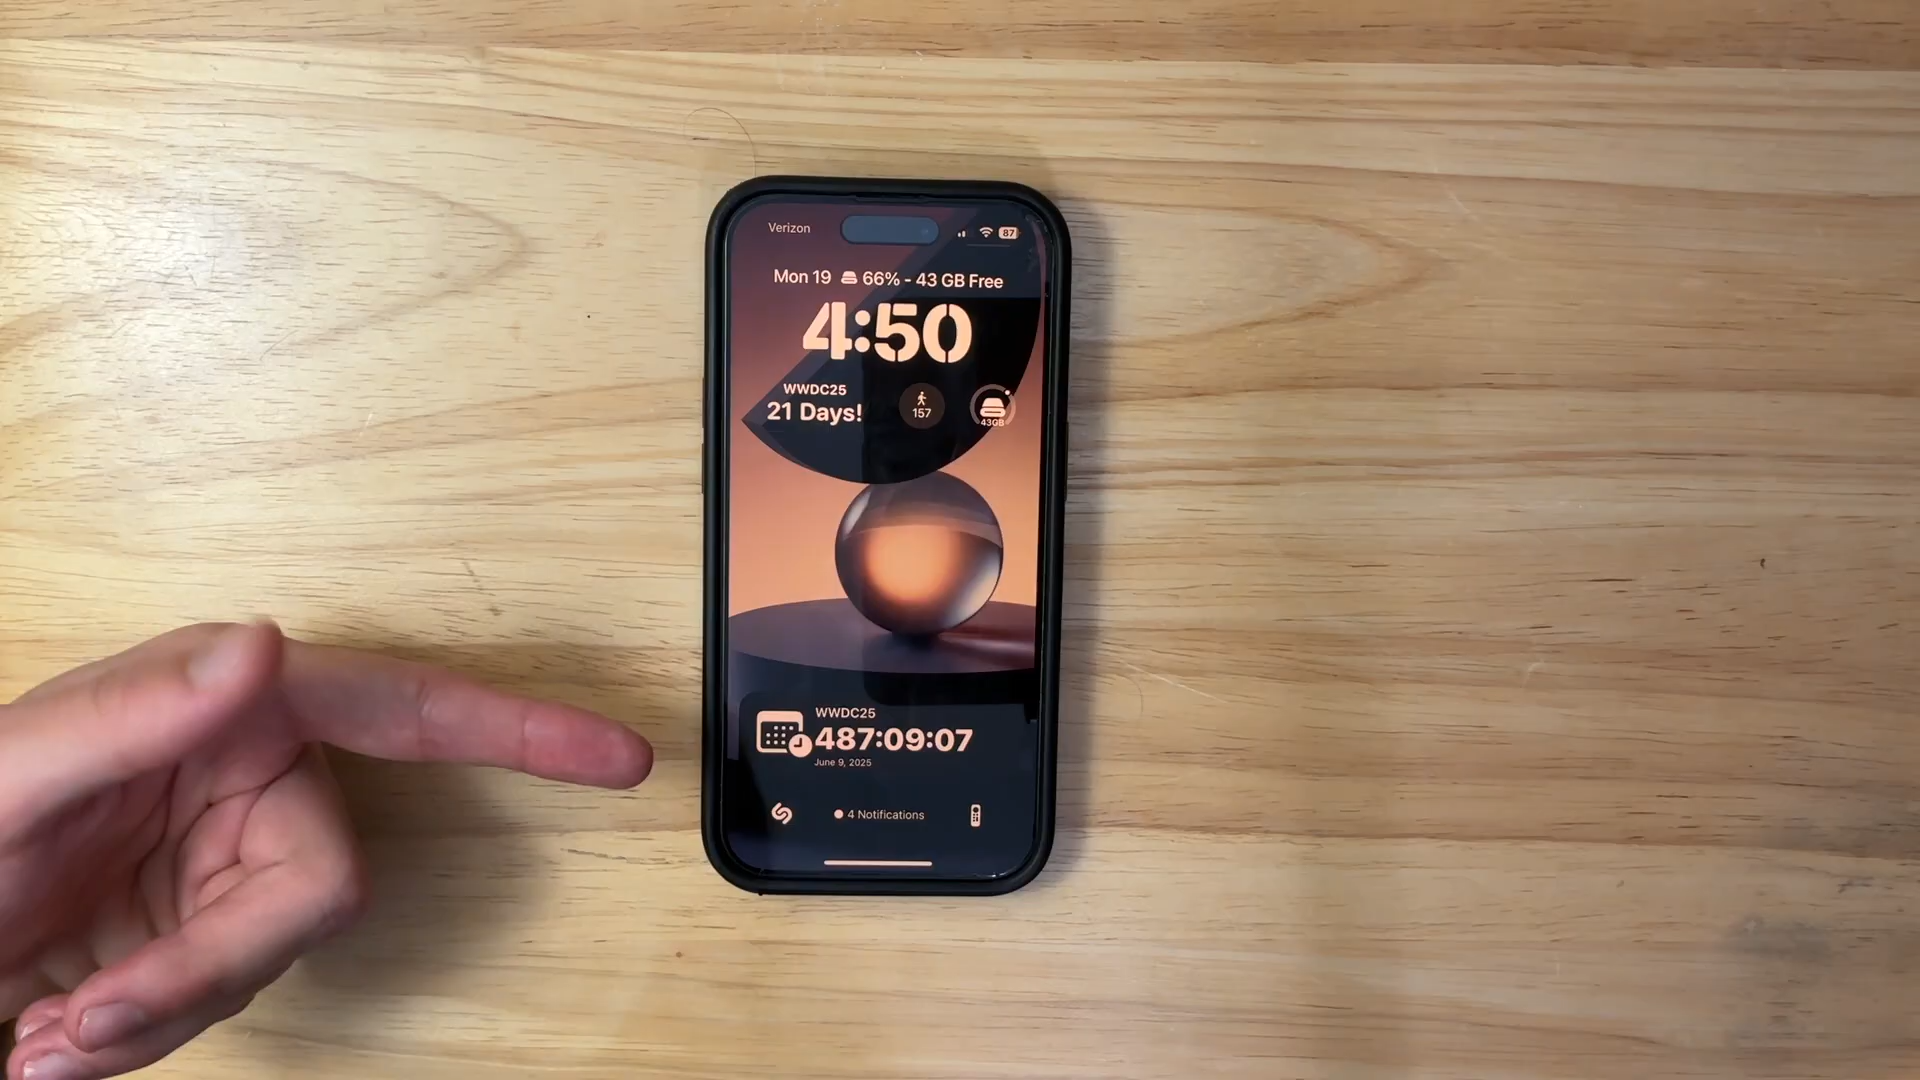 Verizon 87
Mon 19 66% - 43 GB Free
4:50
WWDC25
21 Days!
157
43GB
WWDC25
487:09:07
June 9, 2025
4 Notifications